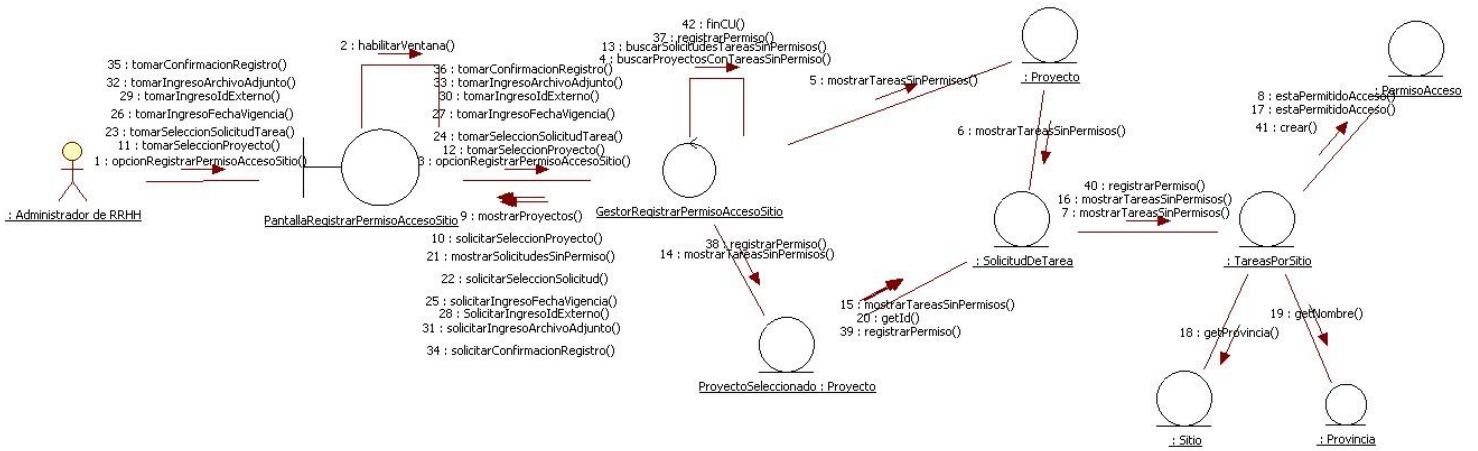 42 : finCU()
37 : registrarPermiso()
13 : buscarSolicitudesTareasSinPermisos()
4 : buscarProyectosConTareasSinPermiso()
2 : habilitarVentana()
35 : tomarConfirmacionRegistro()
32 : tomarIngresoArchivoAdjunto()
29 : tomarIngresoIdExterno()
26 : tomarIngresoFechaVigencia()
23 : tomarSeleccionSolicitudTarea()
11 : tomarSeleccionProyecto()
1 : opcionRegistrarPermisoAccesoSitio()
36 : tomarConfirmacionRegistro()
33 : tomarIngresoArchivoAdjunto()
30 : tomarIngresoIdExterno()
27 : tomarIngresoFechaVigencia()
24 : tomarSeleccionSolicitudTarea()
12 : tomarSeleccionProyecto()
3 : opcionRegistrarPermisoAccesoSitio()
5 : mostrarTareasSinPermisos()
: Proyecto
: PermisoAcceso
8 : estaPermitidoAcceso()
17 : estaPermitidoAcceso()
41 : crear()
6 : mostrarTareasSinPermisos()
40 : registrarPermiso()
16 : mostrarTareasSinPermisos()
7 : mostrarTareasSinPermisos()
: Administrador de RRHH
PantallaRegistrarPermisoAccesoSitio
GestorRegistrarPermisoAccesoSitio
9 : mostrarProyectos()
10 : solicitarSeleccionProyecto()
21 : mostrarSolicitudesSinPermiso()
22 : solicitarSeleccionSolicitud()
25 : solicitarIngresoFechaVigencia()
28 : SolicitarIngresoIdExterno()
31 : solicitarIngresoArchivoAdjunto()
34 : solicitarConfirmacionRegistro()
38 : registrarPermiso()
14 : mostrarTareasSinPermisos()
: SolicitudDeTarea
: TareasPorSitio
15 : mostrarTareasSinPermisos()
20 : getId()
39 : registrarPermiso()
19 : getNombre()
18 : getProvincia()
ProyectoSeleccionado : Proyecto
: Sitio
: Provincia